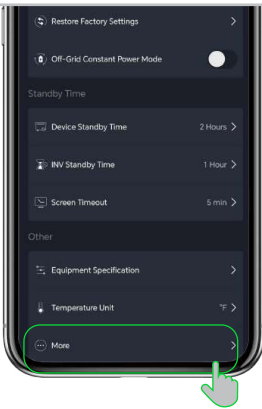 Restore Factory Settings
Off-Grid Constant Power Mode
Standby Time
Device Standby Time 2 Hours
INV Standby Time 1 Hour
Screen Timeout 5 min
Other
Equipment Specification
Temperature Unit °F
More